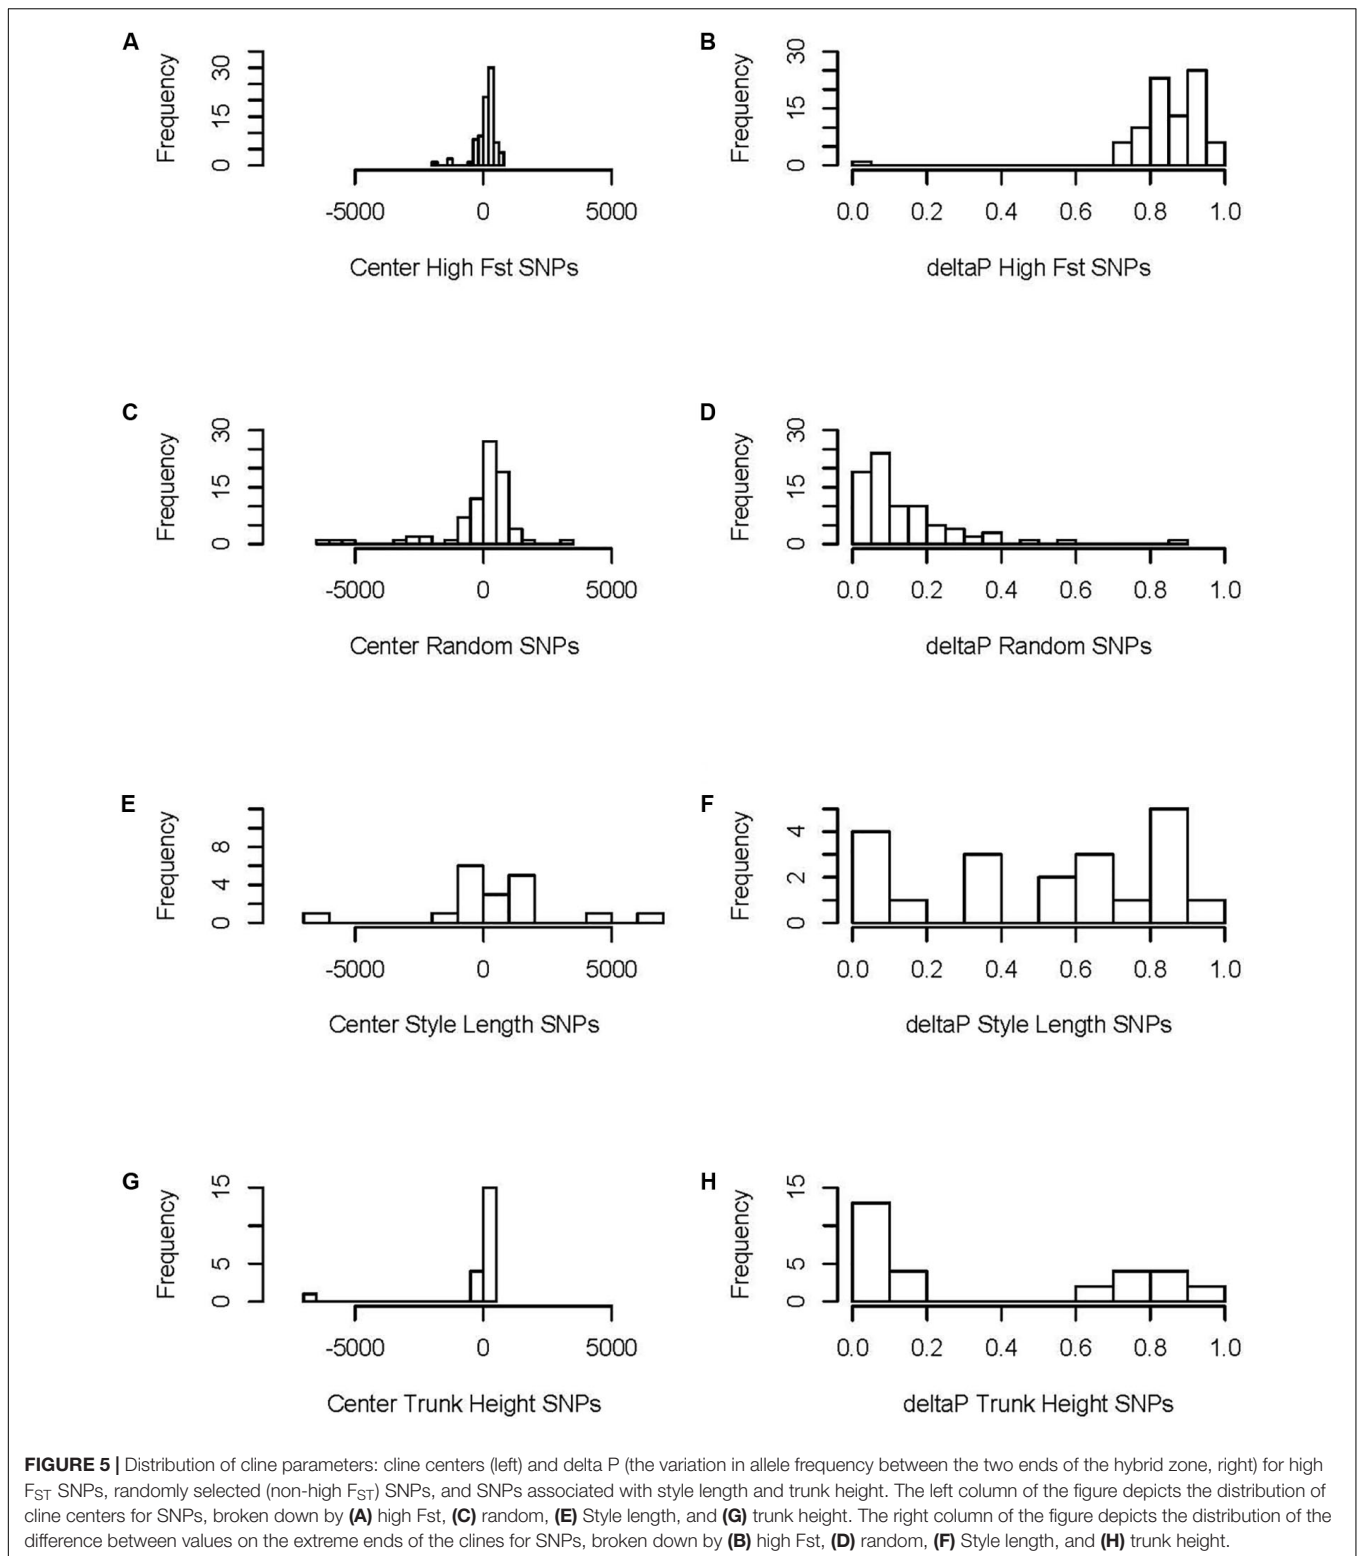 A
Frequency
0 15 30
-5000 0 5000
Center High Fst SNPs
B
Frequency
0 15 30
0.0 0.2 0.4 0.6 0.8 1.0
deltaP High Fst SNPs
C
Frequency
0 15 30
-5000 0 5000
Center Random SNPs
D
Frequency
0 15 30
0.0 0.2 0.4 0.6 0.8 1.0
deltaP Random SNPs
E
Frequency
0 4 8
-5000 0 5000
Center Style Length SNPs
F
Frequency
0 2 4
0.0 0.2 0.4 0.6 0.8 1.0
deltaP Style Length SNPs
G
Frequency
0 5 15
-5000 0 5000
Center Trunk Height SNPs
H
Frequency
0 5 15
0.0 0.2 0.4 0.6 0.8 1.0
deltaP Trunk Height SNPs
FIGURE 5 | Distribution of cline parameters: cline centers (left) and delta P (the variation in allele frequency between the two ends of the hybrid zone, right) for high
FST SNPs, randomly selected (non-high FST) SNPs, and SNPs associated with style length and trunk height. The left column of the figure depicts the distribution of
cline centers for SNPs, broken down by (A) high Fst, (C) random, (E) Style length, and (G) trunk height. The right column of the figure depicts the distribution of the
difference between values on the extreme ends of the clines for SNPs, broken down by (B) high Fst, (D) random, (F) Style length, and (H) trunk height.